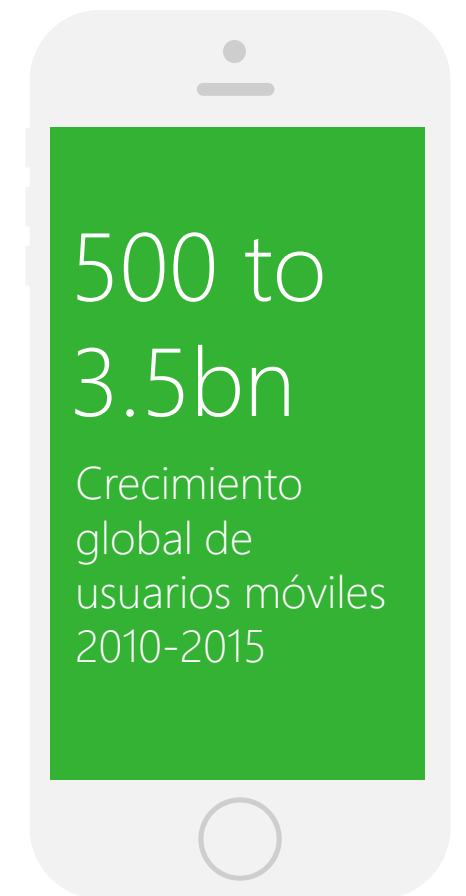 500 to
3.5bn
Crecimiento
global de
usuarios móviles
2010-2015